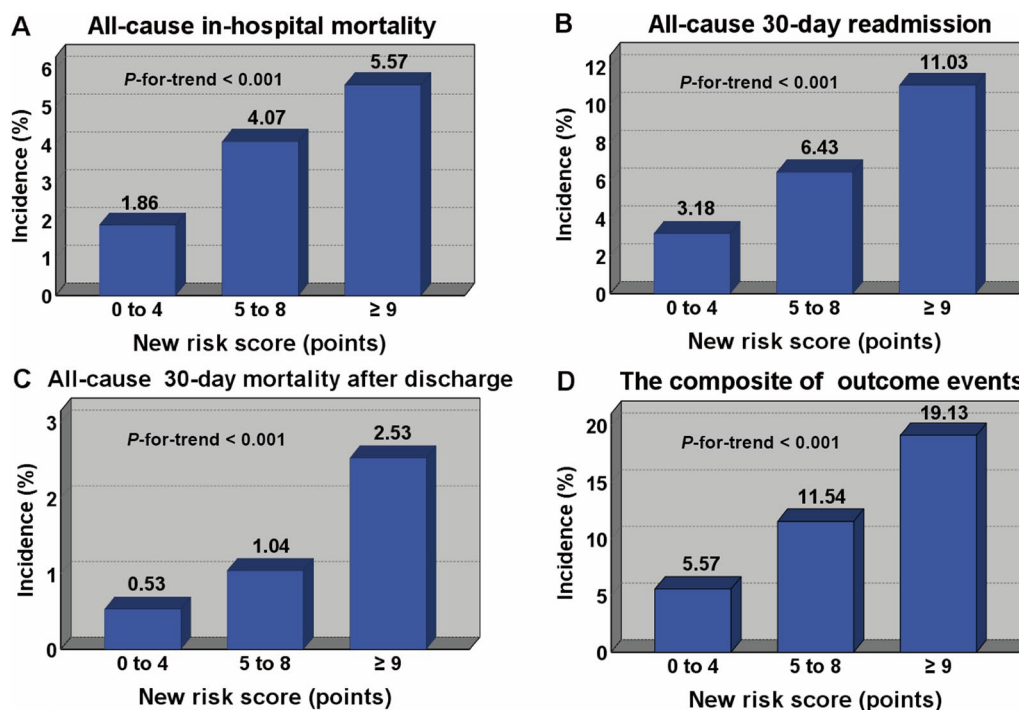 A
All-cause in-hospital mortality
P-for-trend < 0.001
Incidence (%)
6
5
4
3
2
1
0
1.86
4.07
5.57
0 to 4
5 to 8
≥ 9
New risk score (points)
B
All-cause 30-day readmission
P-for-trend < 0.001
Incidence (%)
12
10
8
6
4
2
0
3.18
6.43
11.03
0 to 4
5 to 8
≥ 9
New risk score (points)
C
All-cause 30-day mortality after discharge
P-for-trend < 0.001
Incidence (%)
3
2
1
0
0.53
1.04
2.53
0 to 4
5 to 8
≥ 9
New risk score (points)
D
The composite of outcome events
P-for-trend < 0.001
Incidence (%)
20
15
10
5
0
5.57
11.54
19.13
0 to 4
5 to 8
≥ 9
New risk score (points)